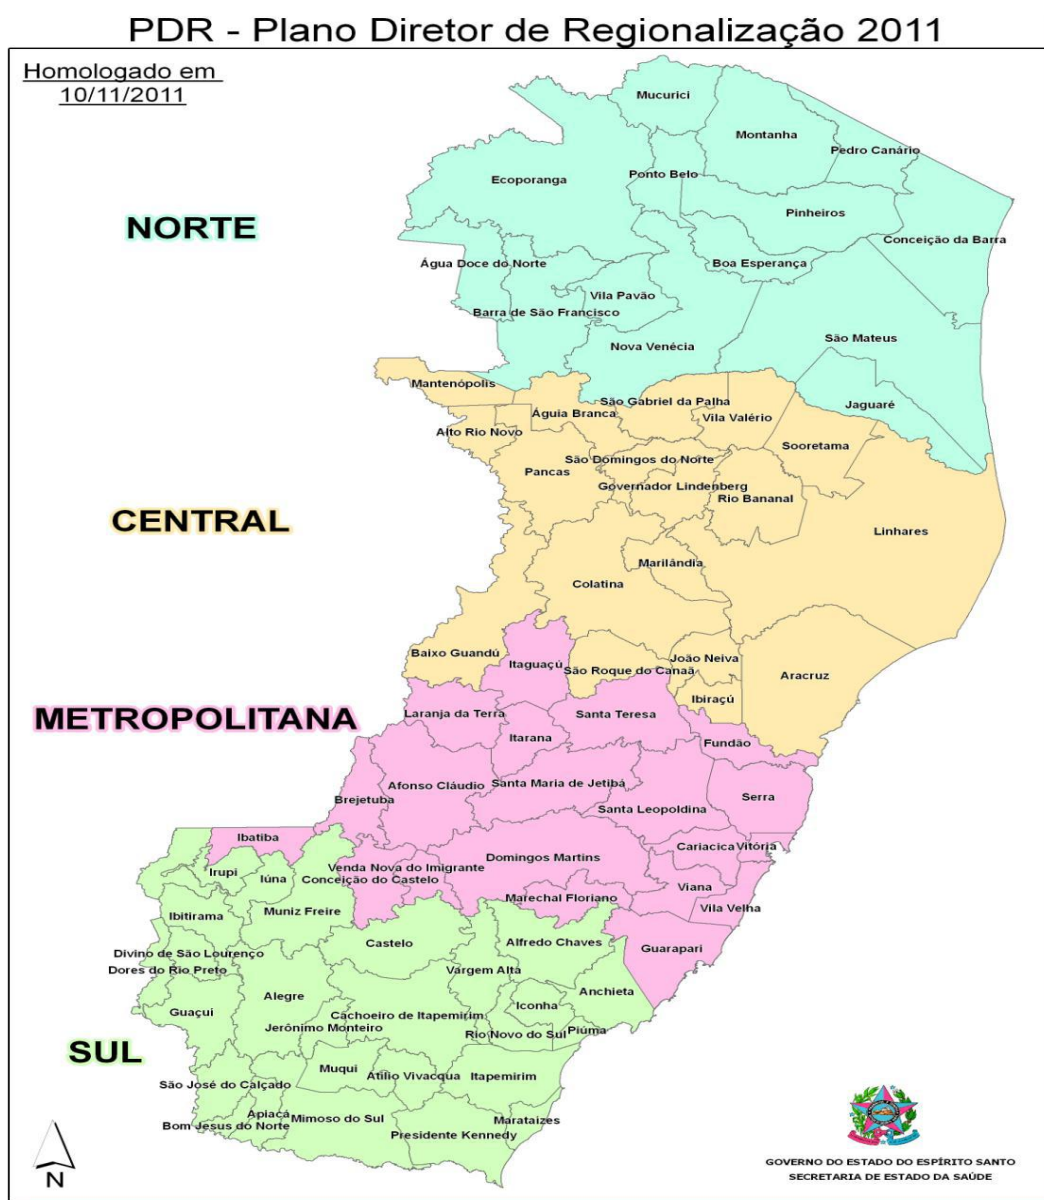 PDR - Plano Diretor de Regionalização 2011
Homologado em
10/11/2011
Mucurici
Montanha
Pedro Canário
Ponto Belo
Ecoporanga
Pinheiros
NORTE
Conceição da Barra
Água Doce do Norte
Boa Esperança
Vila Pavão
Barra de São Francisco
São Mateus
Nova Venécia
Mantenópolis
São Gabriel da Palha
Jaguaré
Águia Branca
Vila Valério
Alto Rio Novo
Sooretama
São Domingos do Norte
Pancas
Governador Lindenberg
Rio Bananal
CENTRAL
Linhares
Marilândia
Colatina
Baixo Guandú
João Neiva
Itaguaçú
São Roque do Canaã
Aracruz
Ibiraçú
METROPOLITANA
Laranja da Terra
Santa Teresa
Itarana
Fundão
Afonso Cláudio
Santa Maria de Jetibá
Brejetuba
Serra
Santa Leopoldina
Ibatiba
Cariacica
Vitória
Domingos Martins
Venda Nova do Imigrante
Irupi
Iúna
Conceição do Castelo
Viana
Marechal Floriano
Vila Velha
Ibitirama
Muniz Freire
Castelo
Alfredo Chaves
Guarapari
Divino de São Lourenço
Dores do Rio Preto
Vargem Alta
Anchieta
Alegre
Iconha
Guaçui
Cachoeiro de Itapemirim
Jerônimo Monteiro
Rio Novo do Sul
Piúma
SUL
Muqui
Atilio Vivacqua
Itapemirim
São José do Calçado
Apiacá
Mimoso do Sul
Marataizes
Bom Jesus do Norte
Presidente Kennedy
N
GOVERNO DO ESTADO DO ESPÍRITO SANTO
SECRETARIA DE ESTADO DA SAÚDE